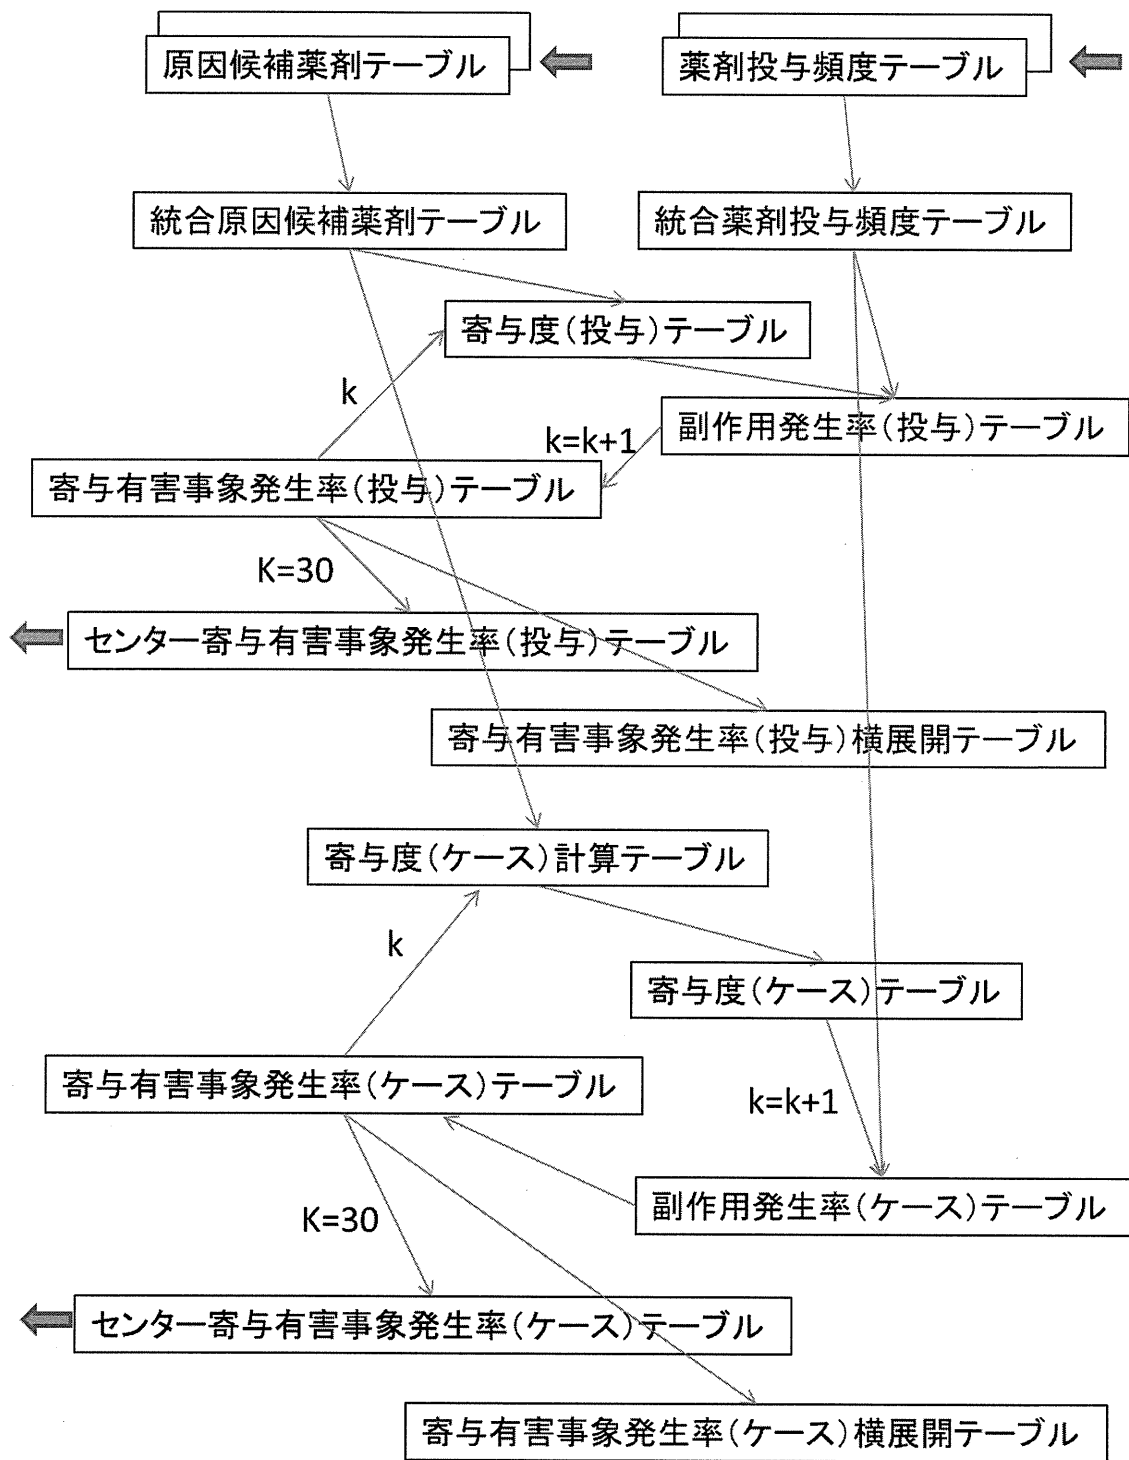 原因候補薬剤テーブル
薬剤投与頻度テーブル
統合原因候補薬剤テーブル
統合薬剤投与頻度テーブル
寄与度(投与)テーブル
k
副作用発生率(投与)テーブル
k=k+1
寄与有害事象発生率(投与)テーブル
K=30
センター寄与有害事象発生率(投与)テーブル
寄与有害事象発生率(投与)横展開テーブル
寄与度(ケース)計算テーブル
k
寄与度(ケース)テーブル
寄与有害事象発生率(ケース)テーブル
k=k+1
副作用発生率(ケース)テーブル
K=30
センター寄与有害事象発生率(ケース)テーブル
寄与有害事象発生率(ケース)横展開テーブル